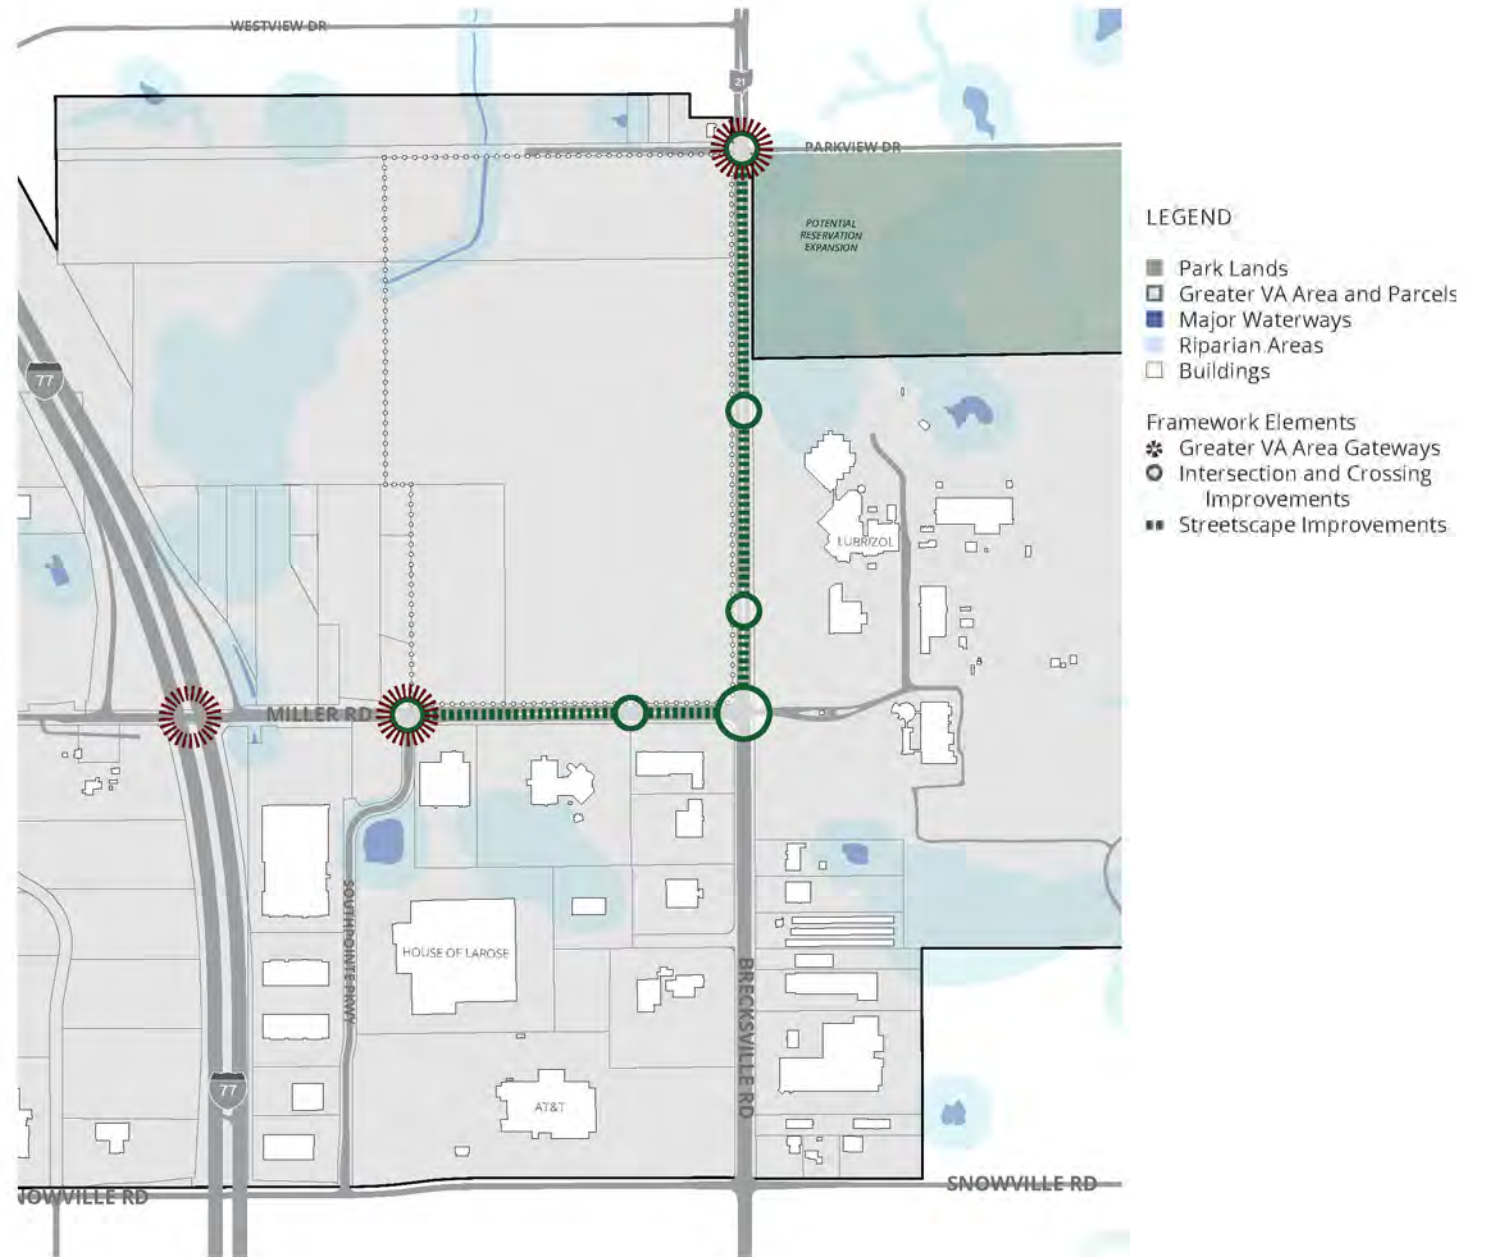 WESTVIEW DR
21
PARKVIEW DR
POTENTIAL
RESERVATION
EXPANSION
77
LUBRIZOL
MILLER RD
SOUTHPOINTE PKWY
HOUSE OF LAROSE
BRECKSVILLE RD
77
AT&T
NOWVILLE RD
SNOWVILLE RD
LEGEND
Park Lands
Greater VA Area and Parcels
Major Waterways
Riparian Areas
Buildings
Framework Elements
Greater VA Area Gateways
Intersection and Crossing
Improvements
Streetscape Improvements